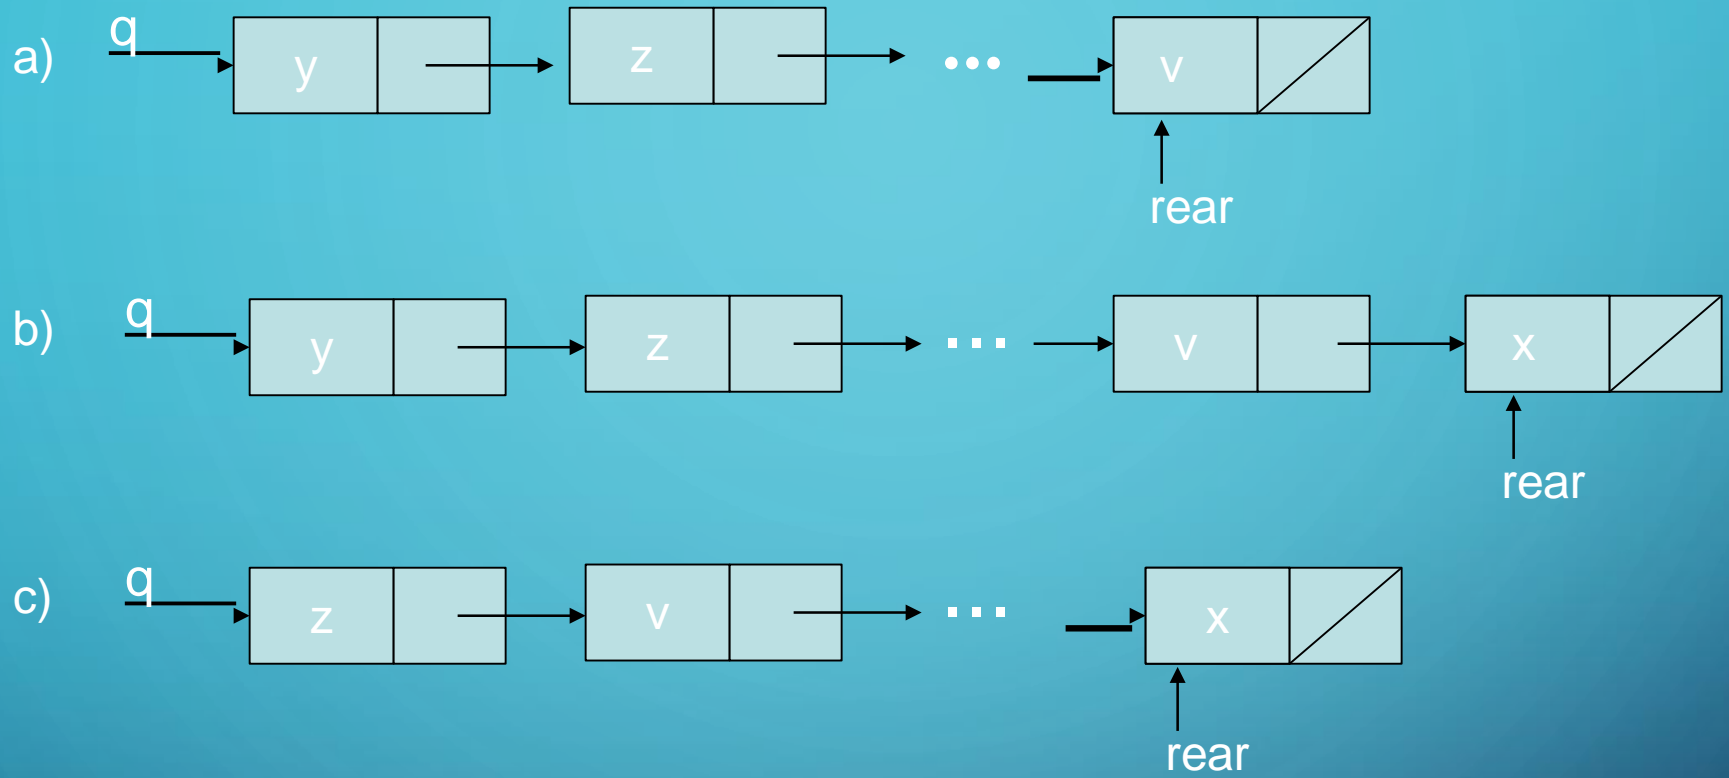 a) q y z ... v
rear
b) q y z ... v x
rear
c) q z v ... x
rear